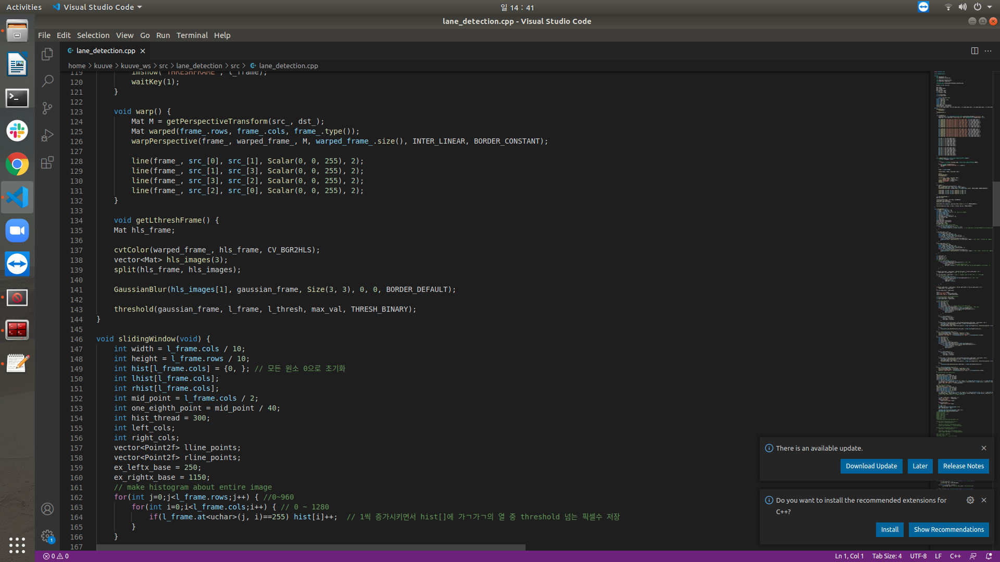 Activities
Visual Studio Code
일 14 : 41
lane_detection.cpp - Visual Studio Code
File Edit Selection View Go Run Terminal Help
lane_detection.cpp
home > kuuve > kuuve_ws > src > lane_detection > src > lane_detection.cpp
119 imshow("THRESHFRAME", l_frame);
120 waitKey(1);
121 }
122
123 void warp() {
124 Mat M = getPerspectiveTransform(src_, dst_);
125 Mat warped(frame_.rows, frame_.cols, frame_.type());
126 warpPerspective(frame_, warped_frame_, M, warped_frame_.size(), INTER_LINEAR, BORDER_CONSTANT);
127
128 line(frame_, src_[0], src_[1], Scalar(0, 0, 255), 2);
129 line(frame_, src_[1], src_[3], Scalar(0, 0, 255), 2);
130 line(frame_, src_[3], src_[2], Scalar(0, 0, 255), 2);
131 line(frame_, src_[2], src_[0], Scalar(0, 0, 255), 2);
132 }
133
134 void getLthreshFrame() {
135 Mat hls_frame;
136
137 cvtColor(warped_frame_, hls_frame, CV_BGR2HLS);
138 vector<Mat> hls_images(3);
139 split(hls_frame, hls_images);
140
141 GaussianBlur(hls_images[1], gaussian_frame, Size(3, 3), 0, 0, BORDER_DEFAULT);
142
143 threshold(gaussian_frame, l_frame, l_thresh, max_val, THRESH_BINARY);
144 }
145
146 void slidingWindow(void) {
147 int width = l_frame.cols / 10;
148 int height = l_frame.rows / 10;
149 int hist[l_frame.cols] = {0, }; // 모든 원소 0으로 초기화
150 int lhist[l_frame.cols];
151 int rhist[l_frame.cols];
152 int mid_point = l_frame.cols / 2;
153 int one_eighth_point = mid_point / 40;
154 int hist_thread = 300;
155 int left_cols;
156 int right_cols;
157 vector<Point2f> lline_points;
158 vector<Point2f> rline_points;
159 ex_leftx_base = 250;
160 ex_rightx_base = 1150;
161 // make histogram about entire image
162 for(int j=0;j<l_frame.rows;j++) { //0~960
163 for(int i=0;i<l_frame.cols;i++) { // 0 ~ 1280
164 if(l_frame.at<uchar>(j, i)==255) hist[i]++; // 1씩 증가시키면서 hist[]에 가ㄱ가ㄱ의 열 중 threshold 넘는 픽셀수 저장
165 }
166 }
167
There is an available update.
Download Update Later Release Notes
Do you want to install the recommended extensions for
C++?
Install Show Recommendations
1
0 0
Ln 1, Col 1 Tab Size: 4 UTF-8 LF C++